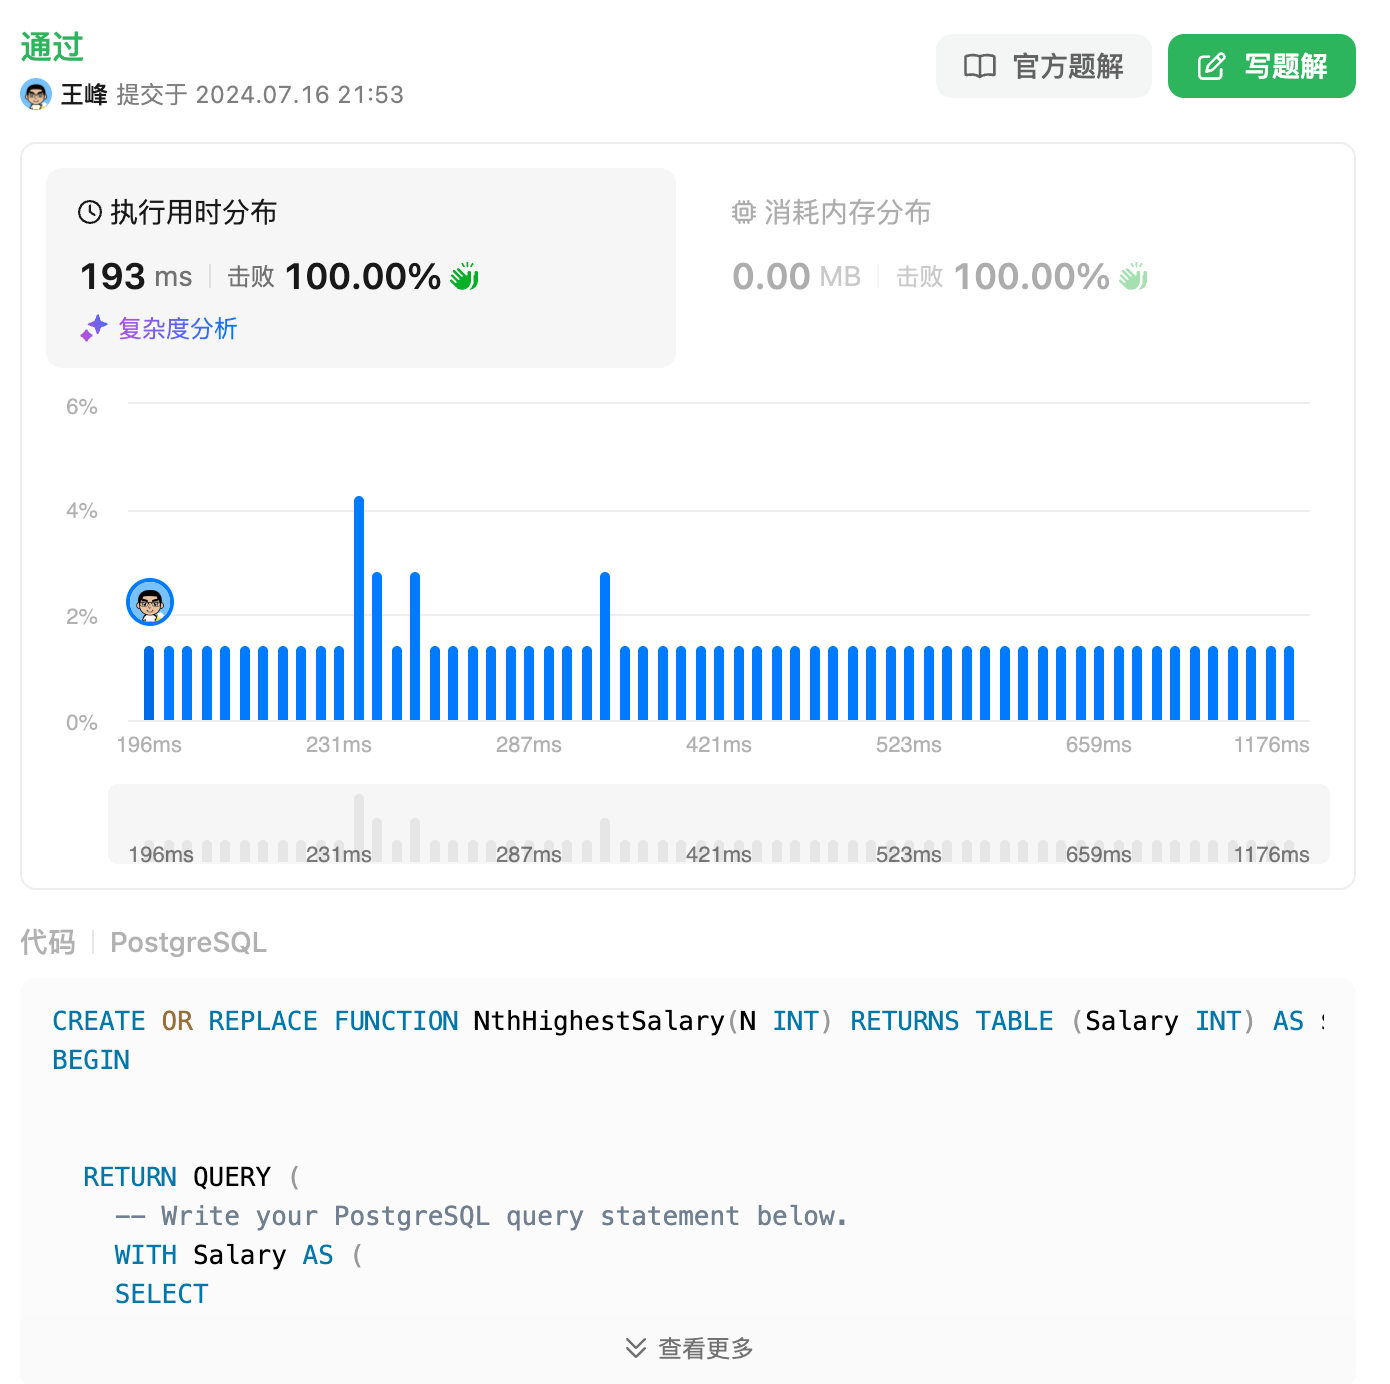 通过
王峰 提交于 2024.07.16 21:53
官方题解
写题解
执行用时分布
193 ms 击败 100.00%
复杂度分析
消耗内存分布
0.00 MB 击败 100.00%
6%
4%
2%
0%
196ms 231ms 287ms 421ms 523ms 659ms 1176ms
196ms 231ms 287ms 421ms 523ms 659ms 1176ms
代码 PostgreSQL
CREATE OR REPLACE FUNCTION NthHighestSalary(N INT) RETURNS TABLE (Salary INT) AS
BEGIN
RETURN QUERY (
-- Write your PostgreSQL query statement below.
WITH Salary AS (
SELECT
查看更多